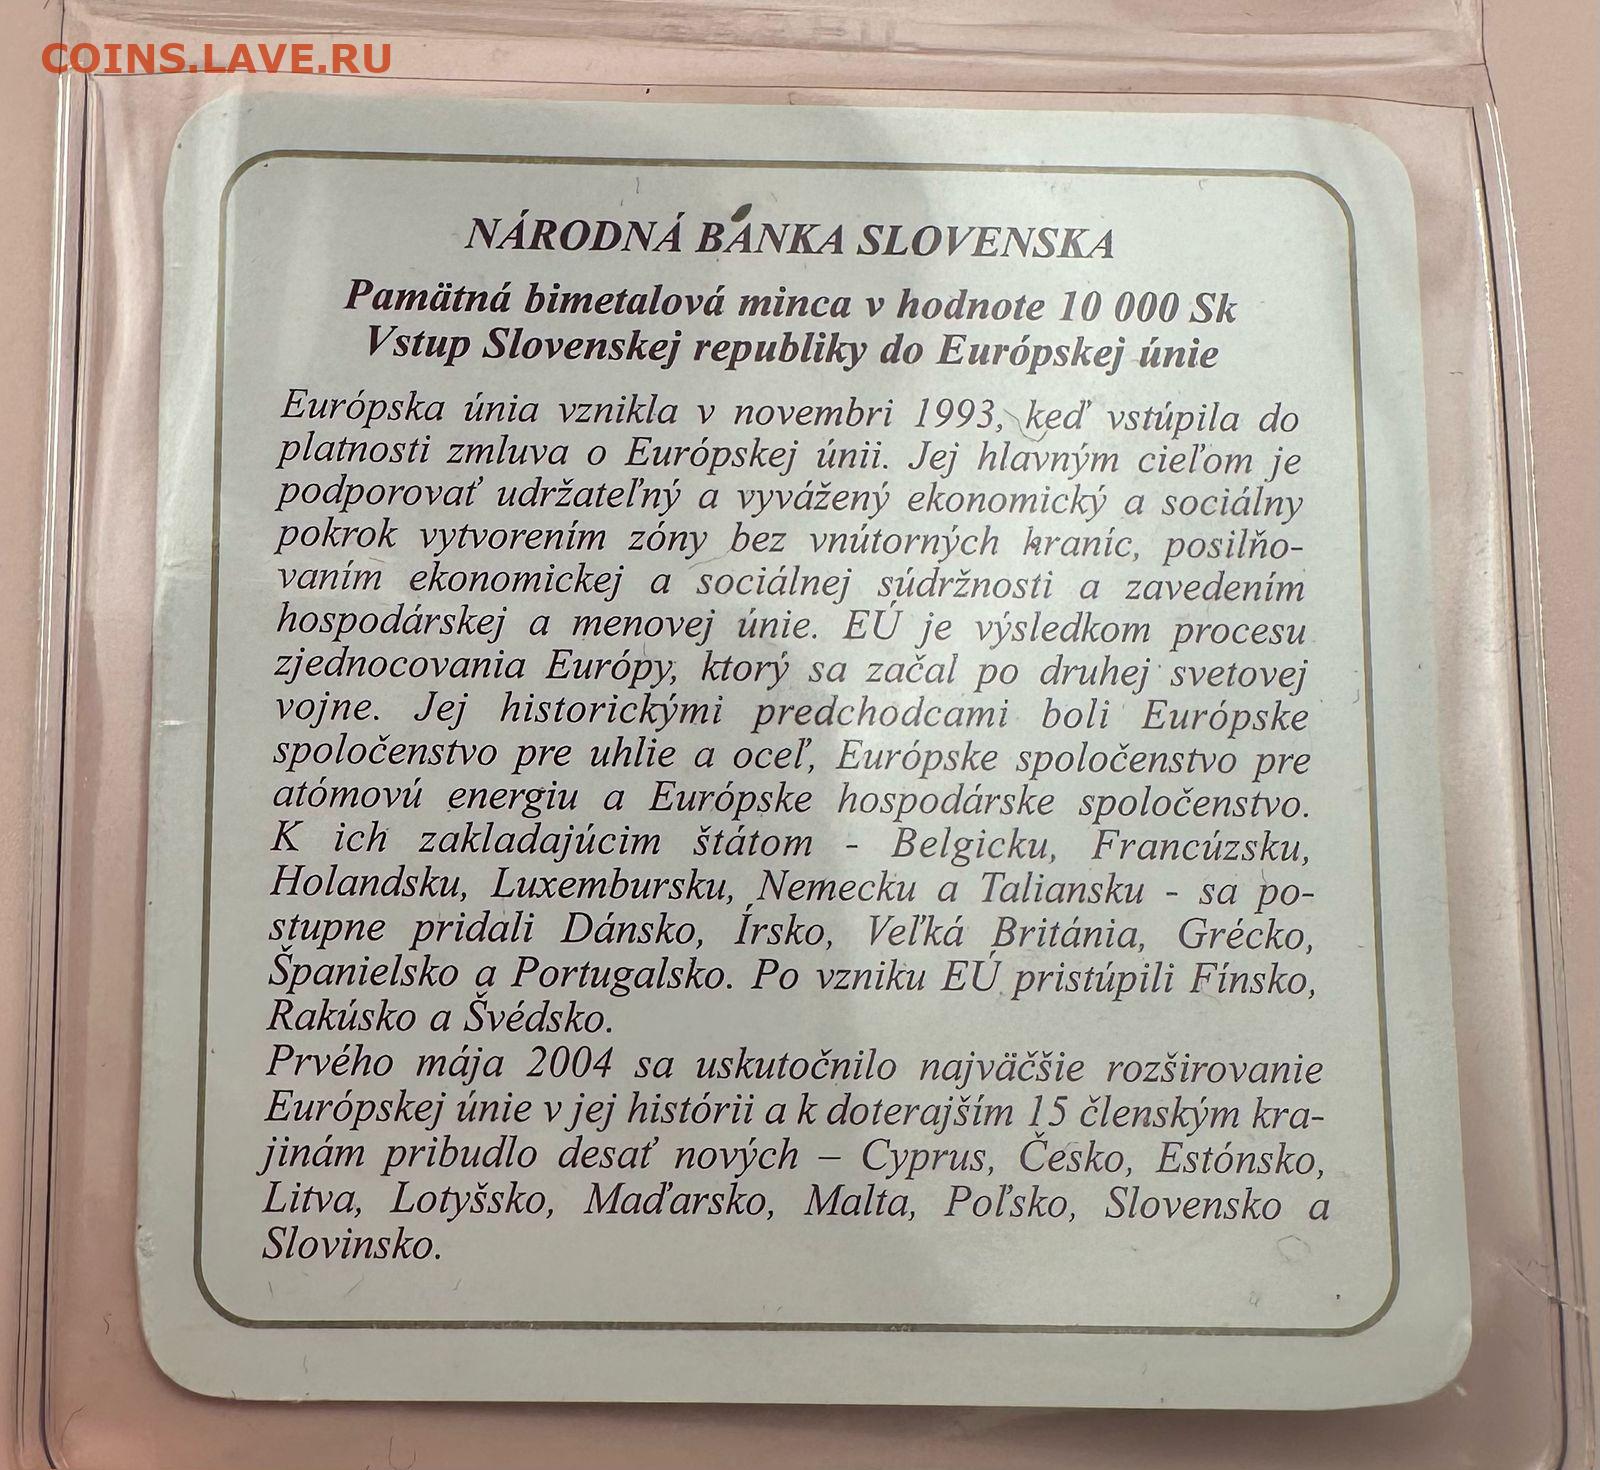 COINS.LAVE.RU
NÁRODNÁ BANKA SLOVENSKA
Pamätná bimetalová minca v hodnote 10 000 Sk
Vstup Slovenskej republiky do Európskej únie
Európska únia vznikla v novembri 1993, keď vstúpila do
platnosti zmluva o Európskej únii. Jej hlavným cieľom je
podporovať udržateľný a vyvážený ekonomický a sociálny
pokrok vytvorením zóny bez vnútorných hraníc, posilňo-
vaním ekonomickej a sociálnej súdržnosti a zavedením
hospodárskej a menovej únie. EÚ je výsledkom procesu
zjednocovania Európy, ktorý sa začal po druhej svetovej
vojne. Jej historickými predchodcami boli Európske
spoločenstvo pre uhlie a oceľ, Európske spoločenstvo pre
atómovú energiu a Európske hospodárske spoločenstvo.
K ich zakladajúcim štátom - Belgicku, Francúzsku,
Holandsku, Luxembursku, Nemecku a Taliansku - sa po-
stupne pridali Dánsko, Írsko, Veľká Británia, Grécko,
Španielsko a Portugalsko. Po vzniku EÚ pristúpili Fínsko,
Rakúsko a Švédsko.
Prvého mája 2004 sa uskutočnilo najväčšie rozširovanie
Európskej únie v jej histórii a k doterajším 15 členským kra-
jinám pribudlo desať nových – Cyprus, Česko, Estónsko,
Litva, Lotyšsko, Maďarsko, Malta, Poľsko, Slovensko a
Slovinsko.